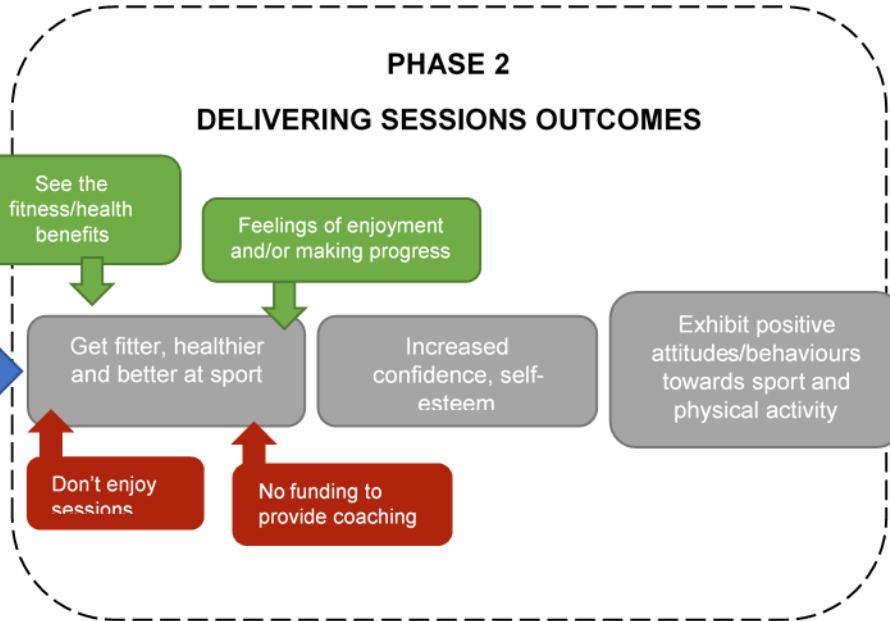 PHASE 2
DELIVERING SESSIONS OUTCOMES
See the
fitness/health
benefits
Feelings of enjoyment
and/or making progress
Get fitter, healthier
and better at sport
Increased
confidence, self-
esteem
Exhibit positive
attitudes/behaviours
towards sport and
physical activity
Don't enjoy
sessions
No funding to
provide coaching